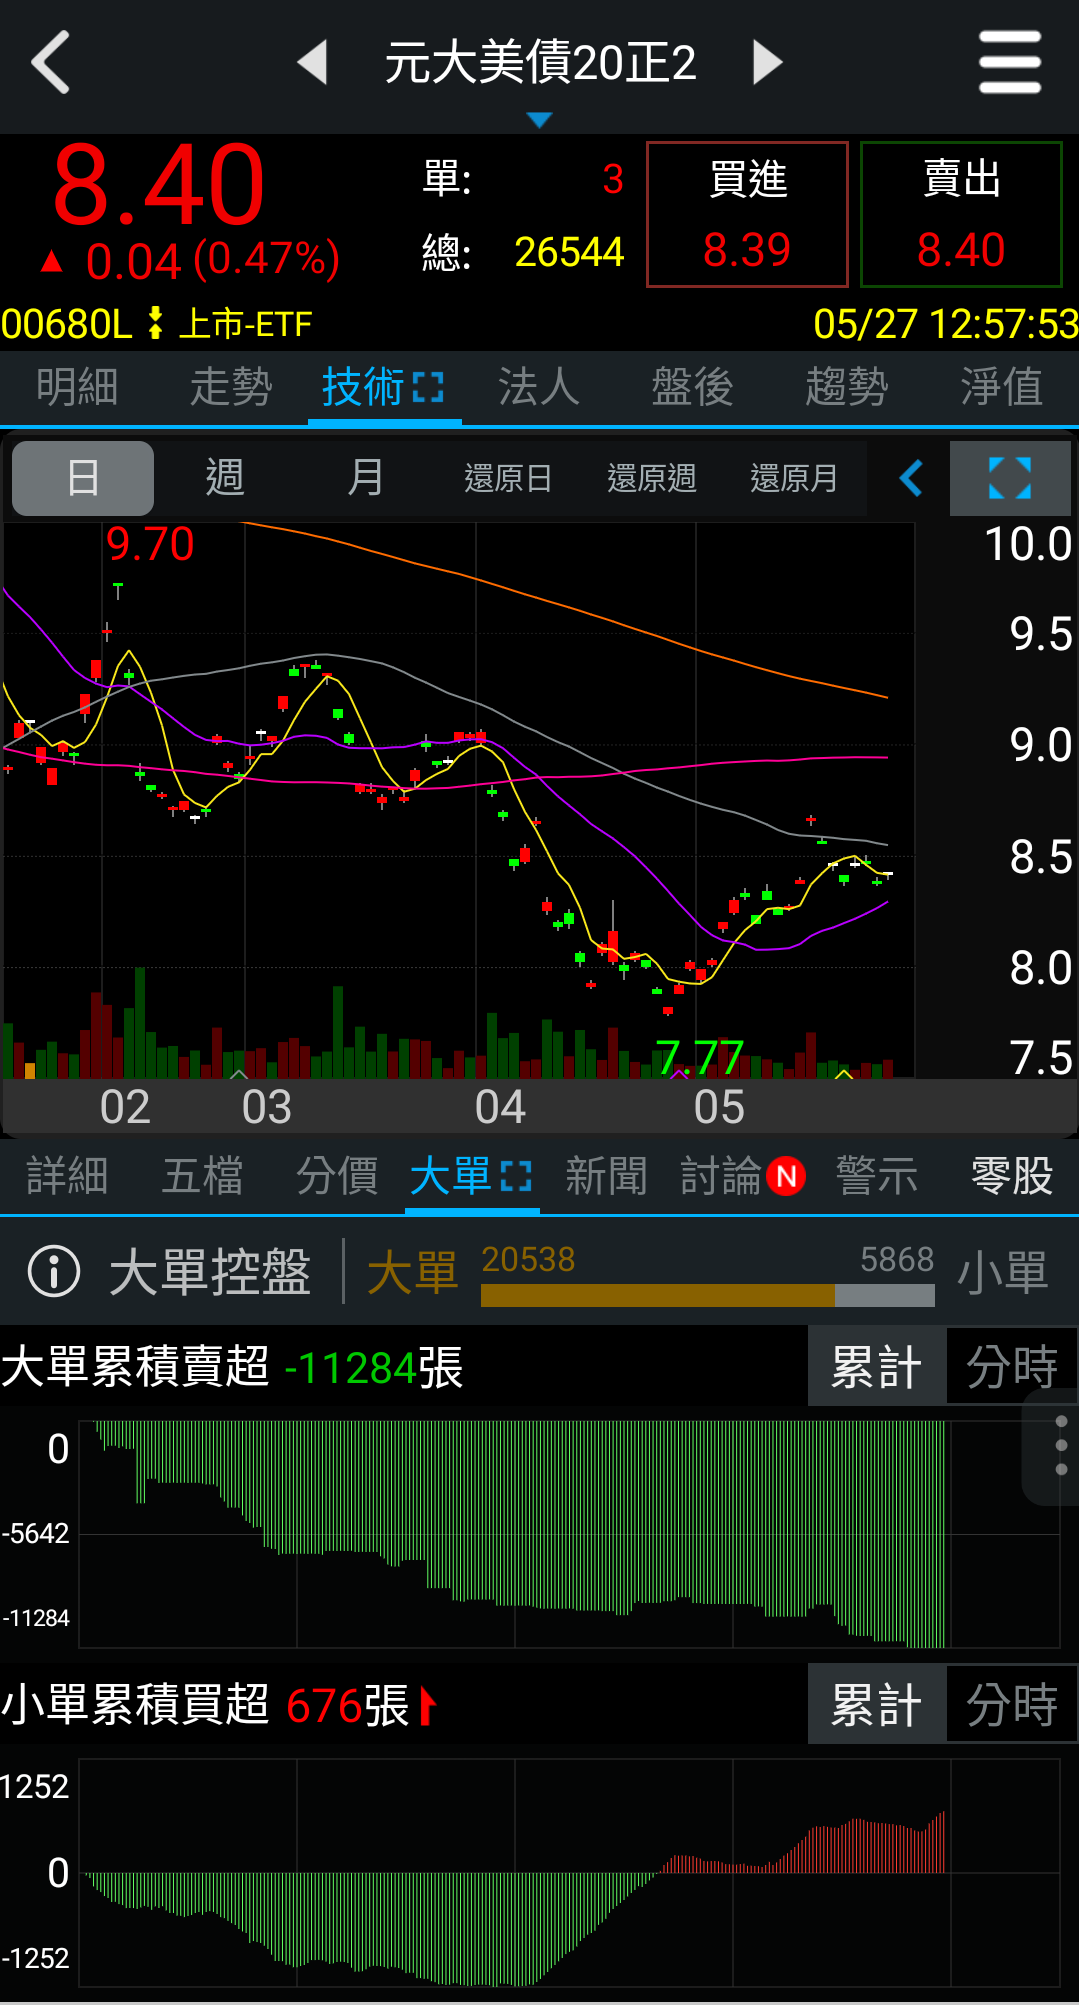 元大美債20正2
8.40
▲ 0.04 (0.47%)
單: 3
總: 26544
買進
8.39
賣出
8.40
00680L 上市-ETF
05/27 12:57:53
明細 走勢 技術 法人 盤後 趨勢 淨值
日 週 月 還原日 還原週 還原月
9.70
10.0
9.5
9.0
8.5
8.0
7.77
7.5
02 03 04 05
詳細 五檔 分價 大單 新聞 討論 N 警示 零股
大單控盤 大單 20538 5868 小單
大單累積賣超 -11284張 累計 分時
0
-5642
-11284
小單累積買超 676張 累計 分時
1252
0
-1252